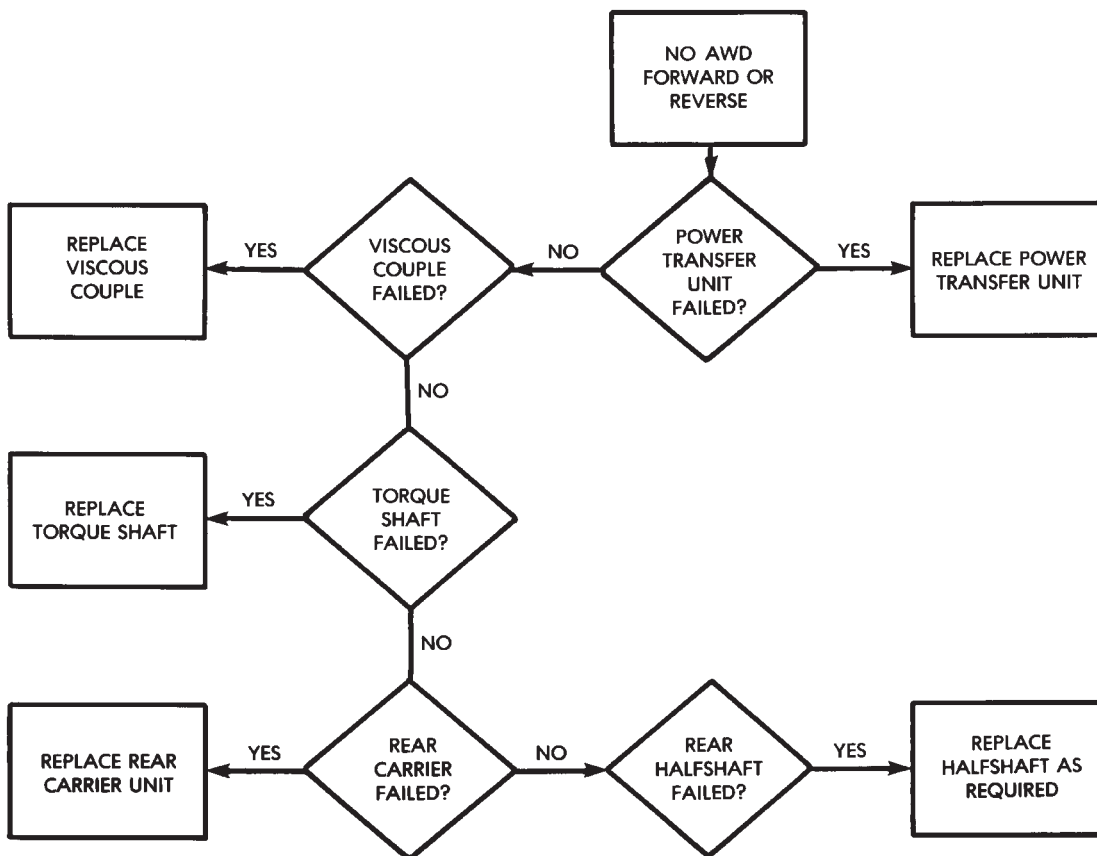 NO AWD
FORWARD OR
REVERSE
REPLACE
VISCOUS
COUPLE
YES
VISCOUS
COUPLE
FAILED?
NO
POWER
TRANSFER
UNIT
FAILED?
YES
REPLACE POWER
TRANSFER UNIT
NO
REPLACE
TORQUE SHAFT
YES
TORQUE
SHAFT
FAILED?
NO
REPLACE REAR
CARRIER UNIT
YES
REAR
CARRIER
FAILED?
NO
REAR
HALFSHAFT
FAILED?
YES
REPLACE
HALFSHAFT AS
REQUIRED